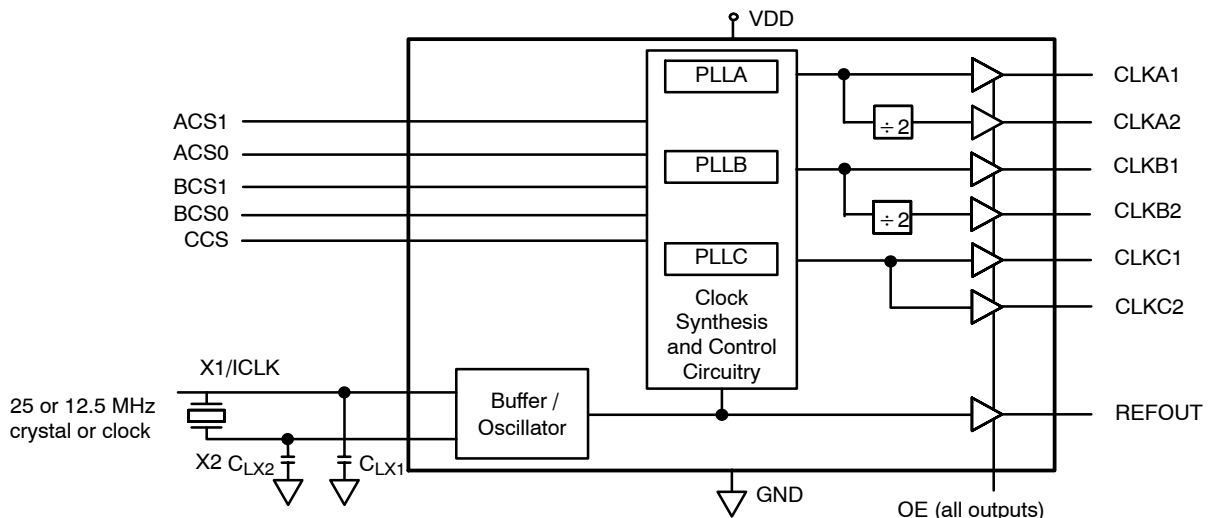 VDD
PLLA
CLKA1
ACS1
÷2
CLKA2
ACS0
PLLB
CLKB1
BCS1
BCS0
÷2
CLKB2
CCS
PLLC
CLKC1
Clock
Synthesis
and Control
Circuitry
CLKC2
X1/ICLK
25 or 12.5 MHz
crystal or clock
Buffer /
Oscillator
REFOUT
X2
CLX2
CLX1
GND
OE (all outputs)